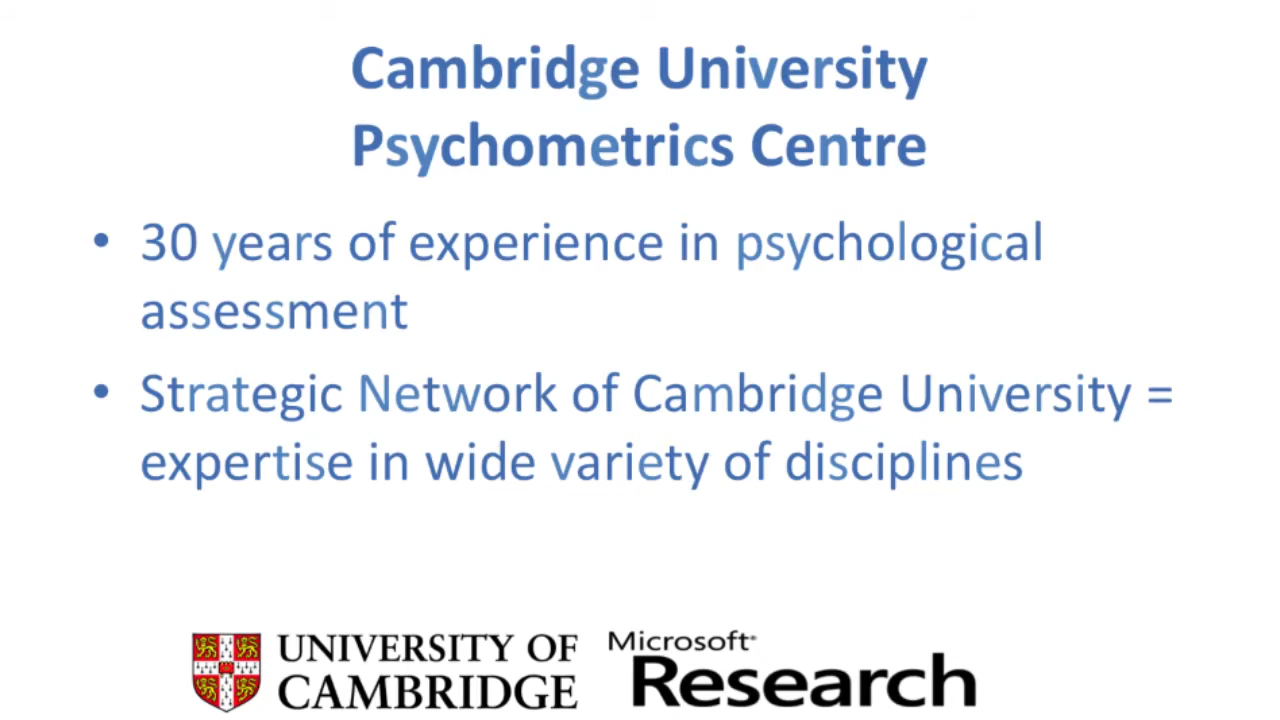 Cambridge University
Psychometrics Centre
• 30 years of experience in psychological
assessment
• Strategic Network of Cambridge University =
expertise in wide variety of disciplines
UNIVERSITY OF
CAMBRIDGE
Microsoft®
Research